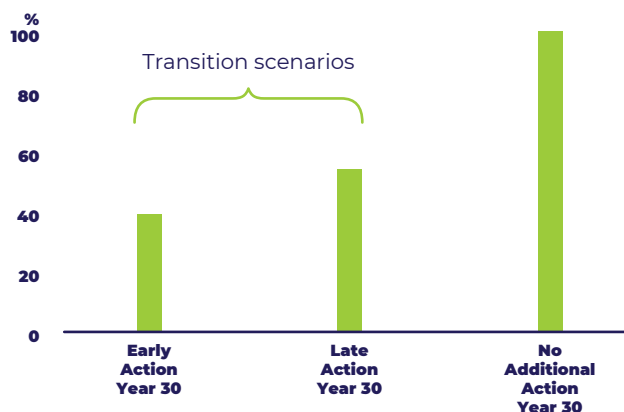 %
100
Transition scenarios
80
60
40
20
0
Early
Action
Year 30
Late
Action
Year 30
No
Additional
Action
Year 30